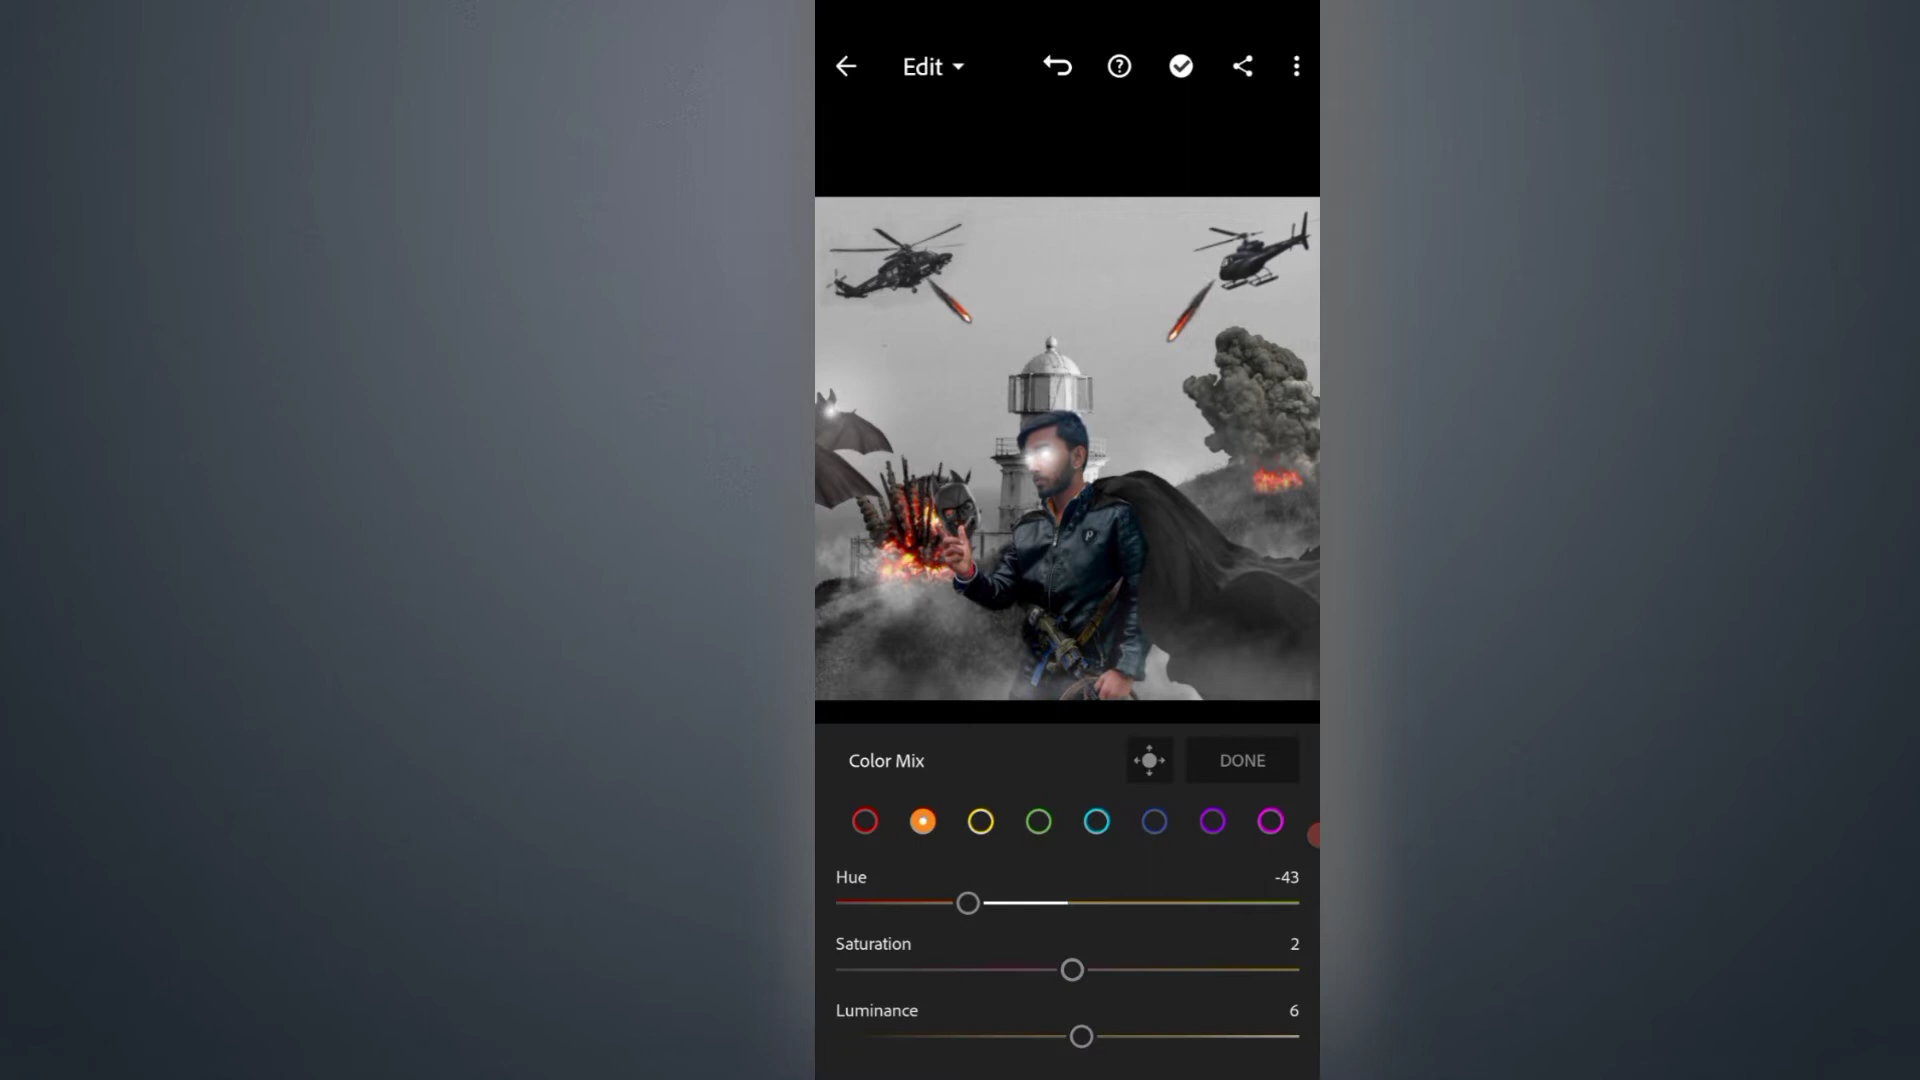 Edit
Color Mix
DONE
Hue -43
Saturation 2
Luminance 6